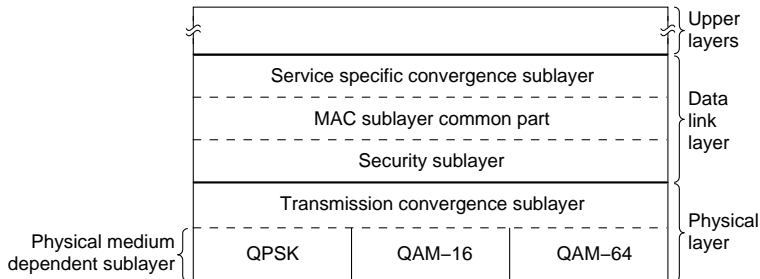 Upper
layers
Service specific convergence sublayer
MAC sublayer common part
Security sublayer
Data
link
layer
Transmission convergence sublayer
Physical medium
dependent sublayer
QPSK
QAM−16
QAM−64
Physical
layer